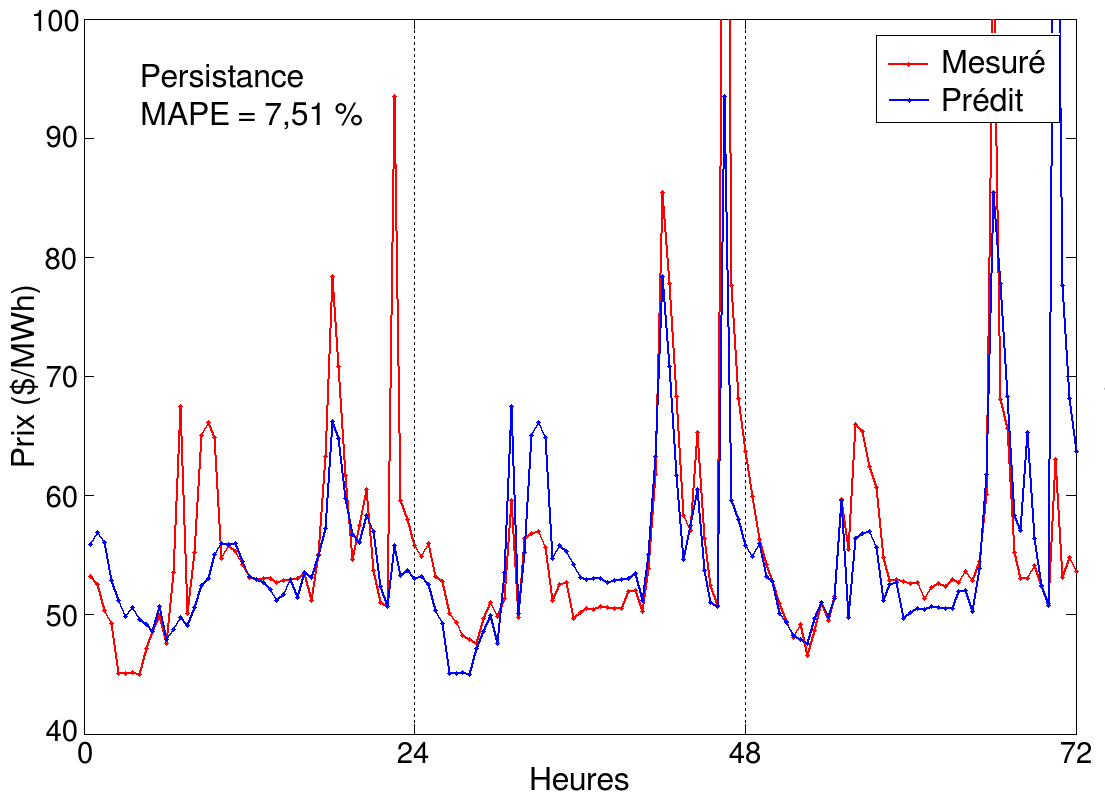 100
90
80
70
60
50
40
Prix ($/MWh)
Persistance
MAPE = 7,51 %
Mesuré
Prédit
0
24
48
72
Heures